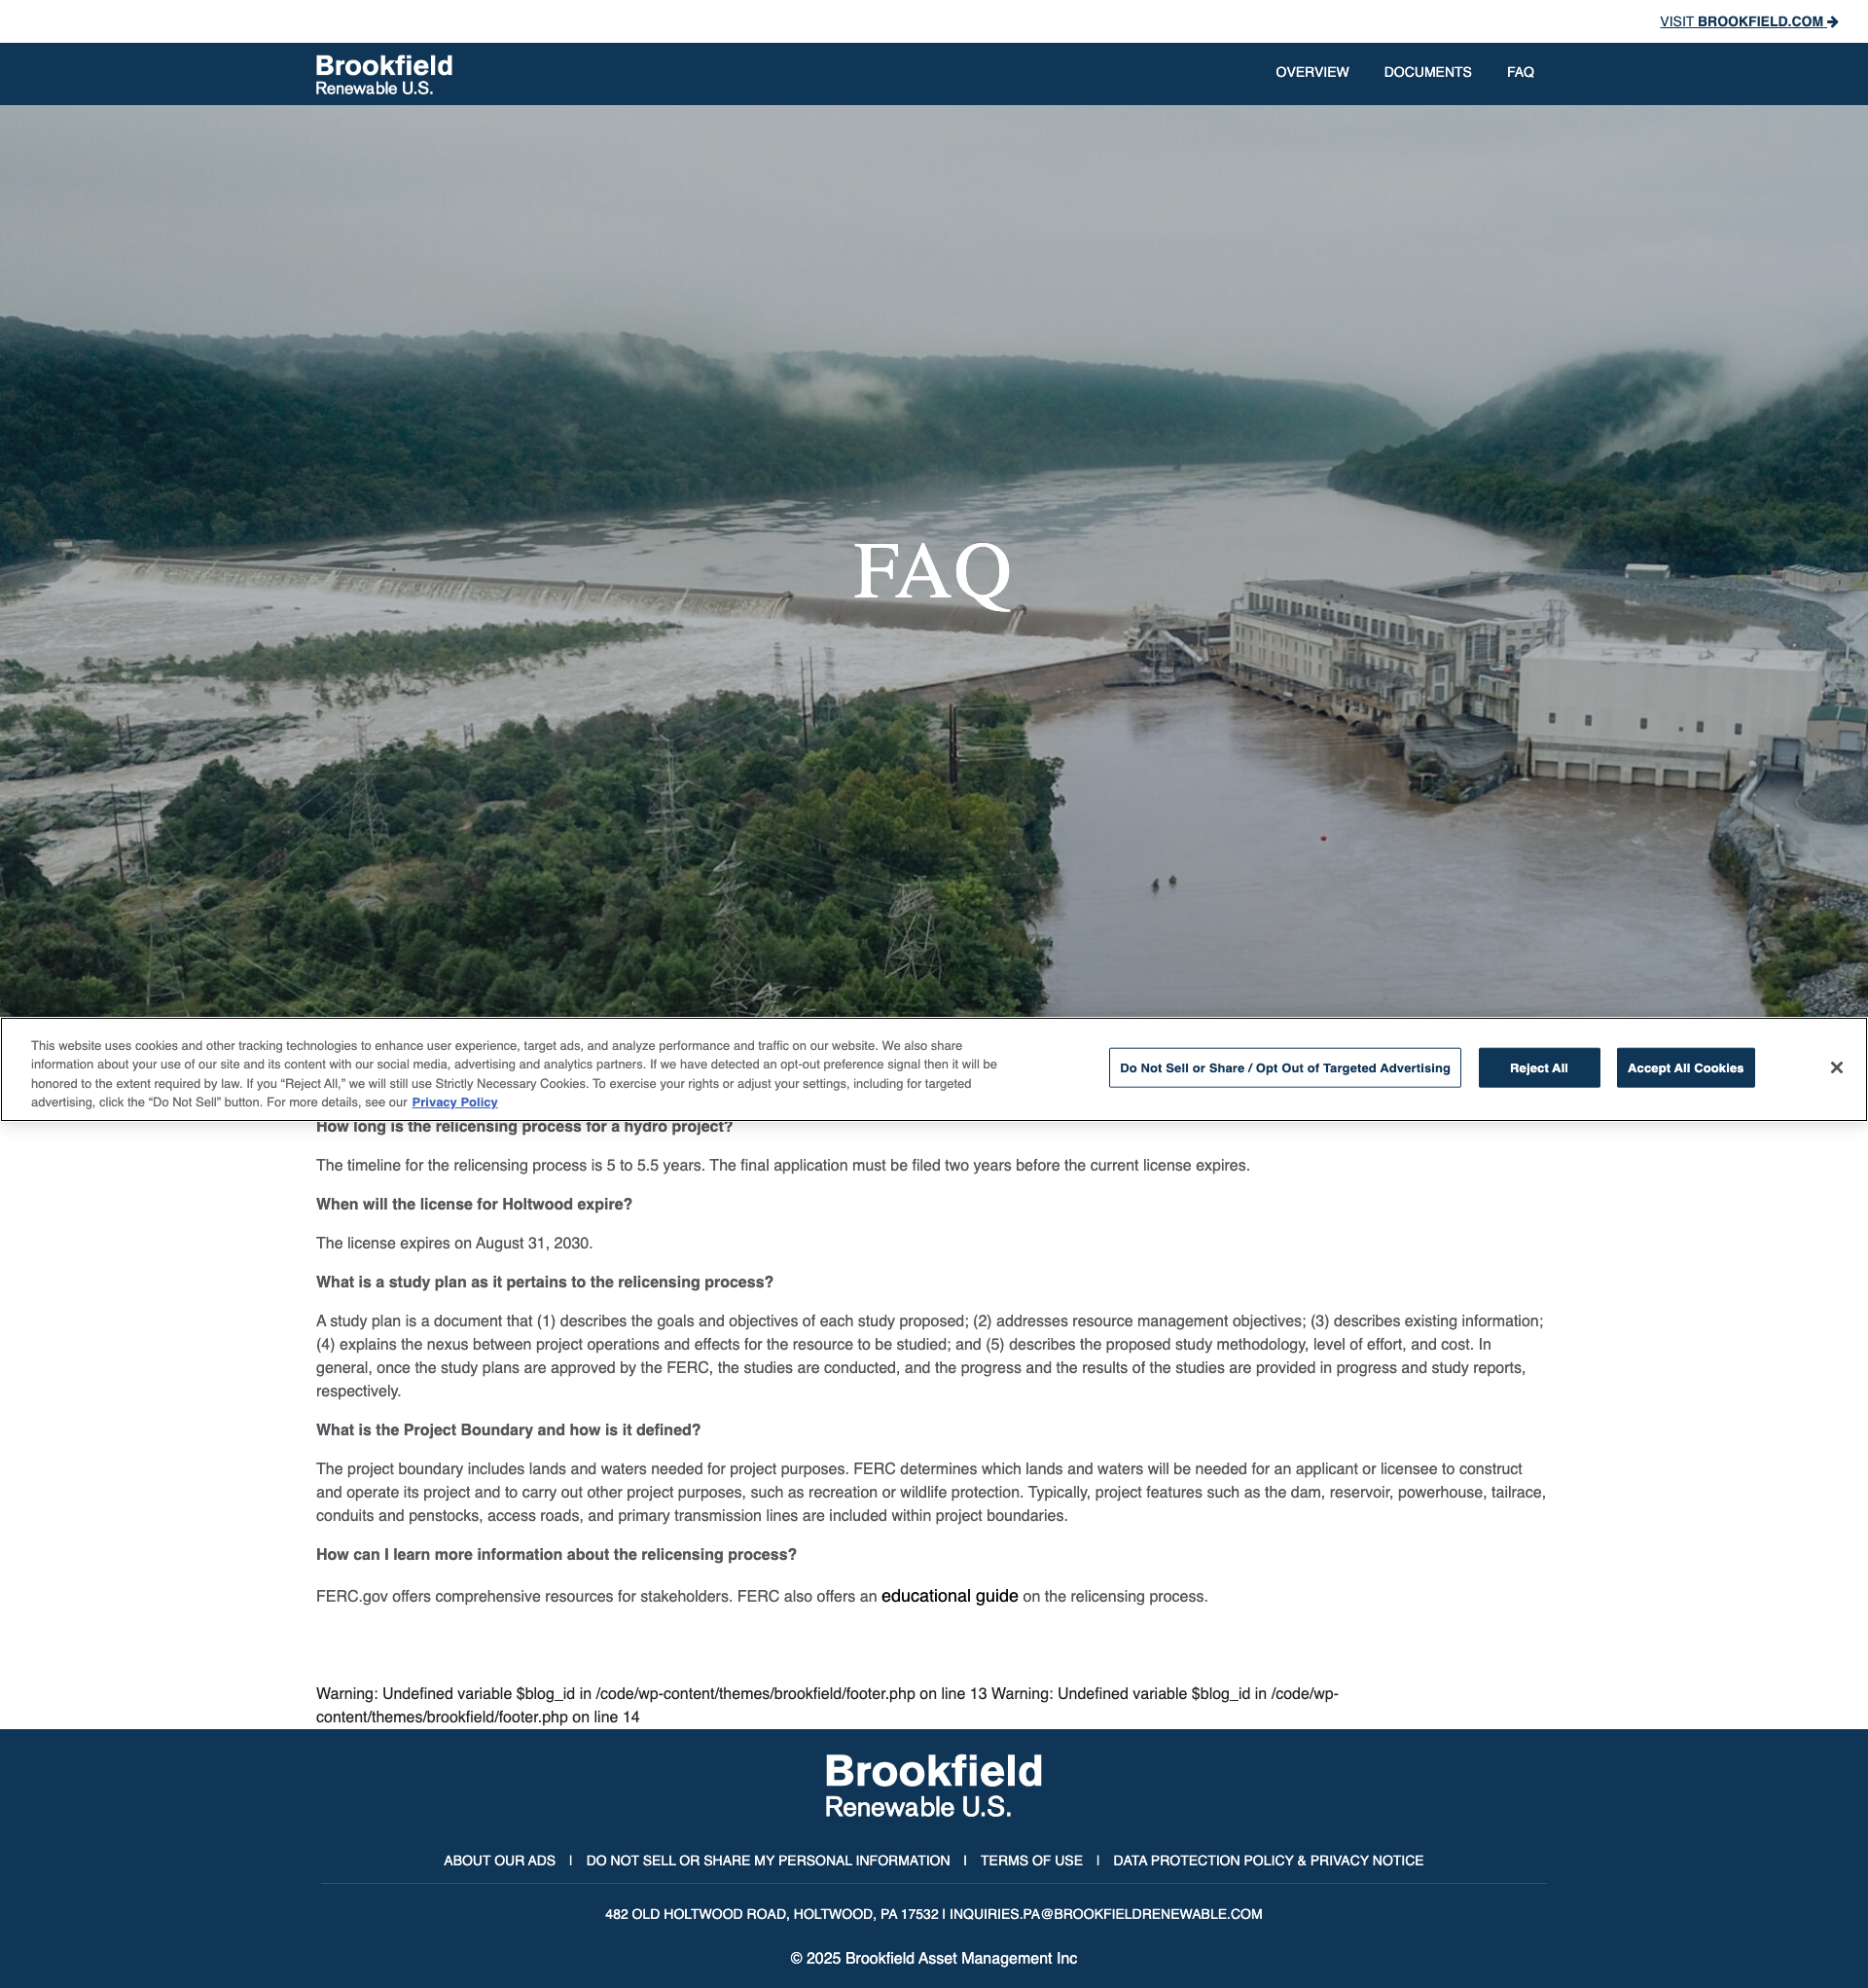 VISIT BROOKFIELD.COM
Brookfield
Renewable U.S.
OVERVIEW
DOCUMENTS
FAQ
FAQ
This website uses cookies and other tracking technologies to enhance user experience, target ads, and analyze performance and traffic on our website. We also share
information about your use of our site and its content with our social media, advertising and analytics partners. If we have detected an opt-out preference signal then it will be
honored to the extent required by law. If you “Reject All,” we will still use Strictly Necessary Cookies. To exercise your rights or adjust your settings, including for targeted
advertising, click the “Do Not Sell” button. For more details, see our Privacy Policy
Do Not Sell or Share / Opt Out of Targeted Advertising
Reject All
Accept All Cookies
How long is the relicensing process for a hydro project?
The timeline for the relicensing process is 5 to 5.5 years. The final application must be filed two years before the current license expires.
When will the license for Holtwood expire?
The license expires on August 31, 2030.
What is a study plan as it pertains to the relicensing process?
A study plan is a document that (1) describes the goals and objectives of each study proposed; (2) addresses resource management objectives; (3) describes existing information;
(4) explains the nexus between project operations and effects for the resource to be studied; and (5) describes the proposed study methodology, level of effort, and cost. In
general, once the study plans are approved by the FERC, the studies are conducted, and the progress and the results of the studies are provided in progress and study reports,
respectively.
What is the Project Boundary and how is it defined?
The project boundary includes lands and waters needed for project purposes. FERC determines which lands and waters will be needed for an applicant or licensee to construct
and operate its project and to carry out other project purposes, such as recreation or wildlife protection. Typically, project features such as the dam, reservoir, powerhouse, tailrace,
conduits and penstocks, access roads, and primary transmission lines are included within project boundaries.
How can I learn more information about the relicensing process?
FERC.gov offers comprehensive resources for stakeholders. FERC also offers an educational guide on the relicensing process.
Warning: Undefined variable $blog_id in /code/wp-content/themes/brookfield/footer.php on line 13 Warning: Undefined variable $blog_id in /code/wp-
content/themes/brookfield/footer.php on line 14
Brookfield
Renewable U.S.
ABOUT OUR ADS | DO NOT SELL OR SHARE MY PERSONAL INFORMATION | TERMS OF USE | DATA PROTECTION POLICY & PRIVACY NOTICE
482 OLD HOLTWOOD ROAD, HOLTWOOD, PA 17532 | INQUIRIES.PA@BROOKFIELDRENEWABLE.COM
© 2025 Brookfield Asset Management Inc